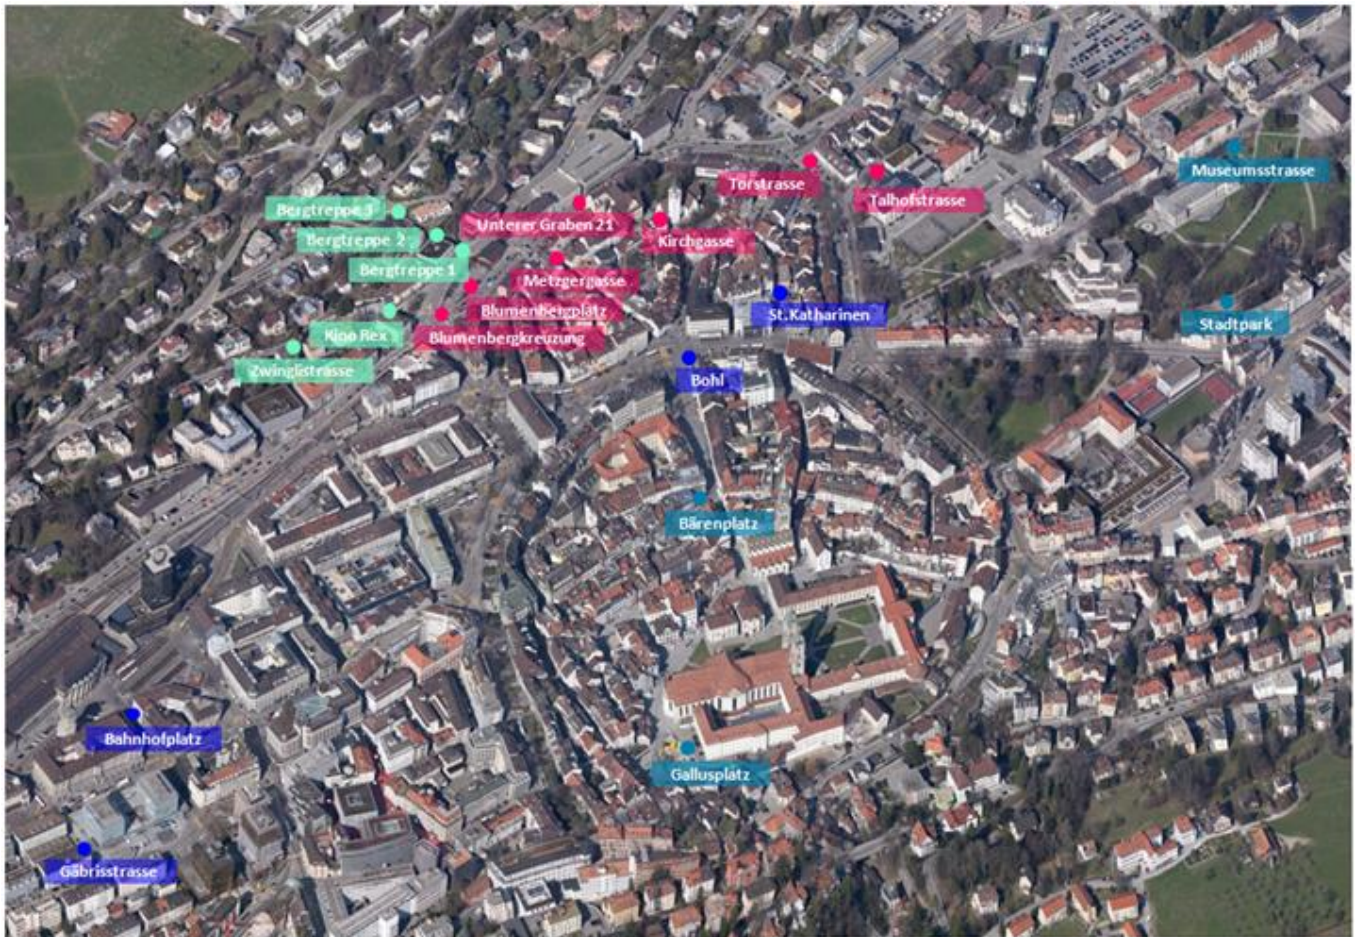 Museumsstrasse
Torstrasse
Talhofstrasse
Bergtreppe 3
Unterer Graben 21
Bergtreppe 2
Kirchgasse
Bergtreppe 1
Metzgergasse
Blumenbergplatz
St.Katharinen
Stadtpark
Kino Rex
Blumenbergkreuzung
Zwinglistrasse
Bohl
Bärenplatz
Bahnhofplatz
Gallusplatz
Gäbrisstrasse